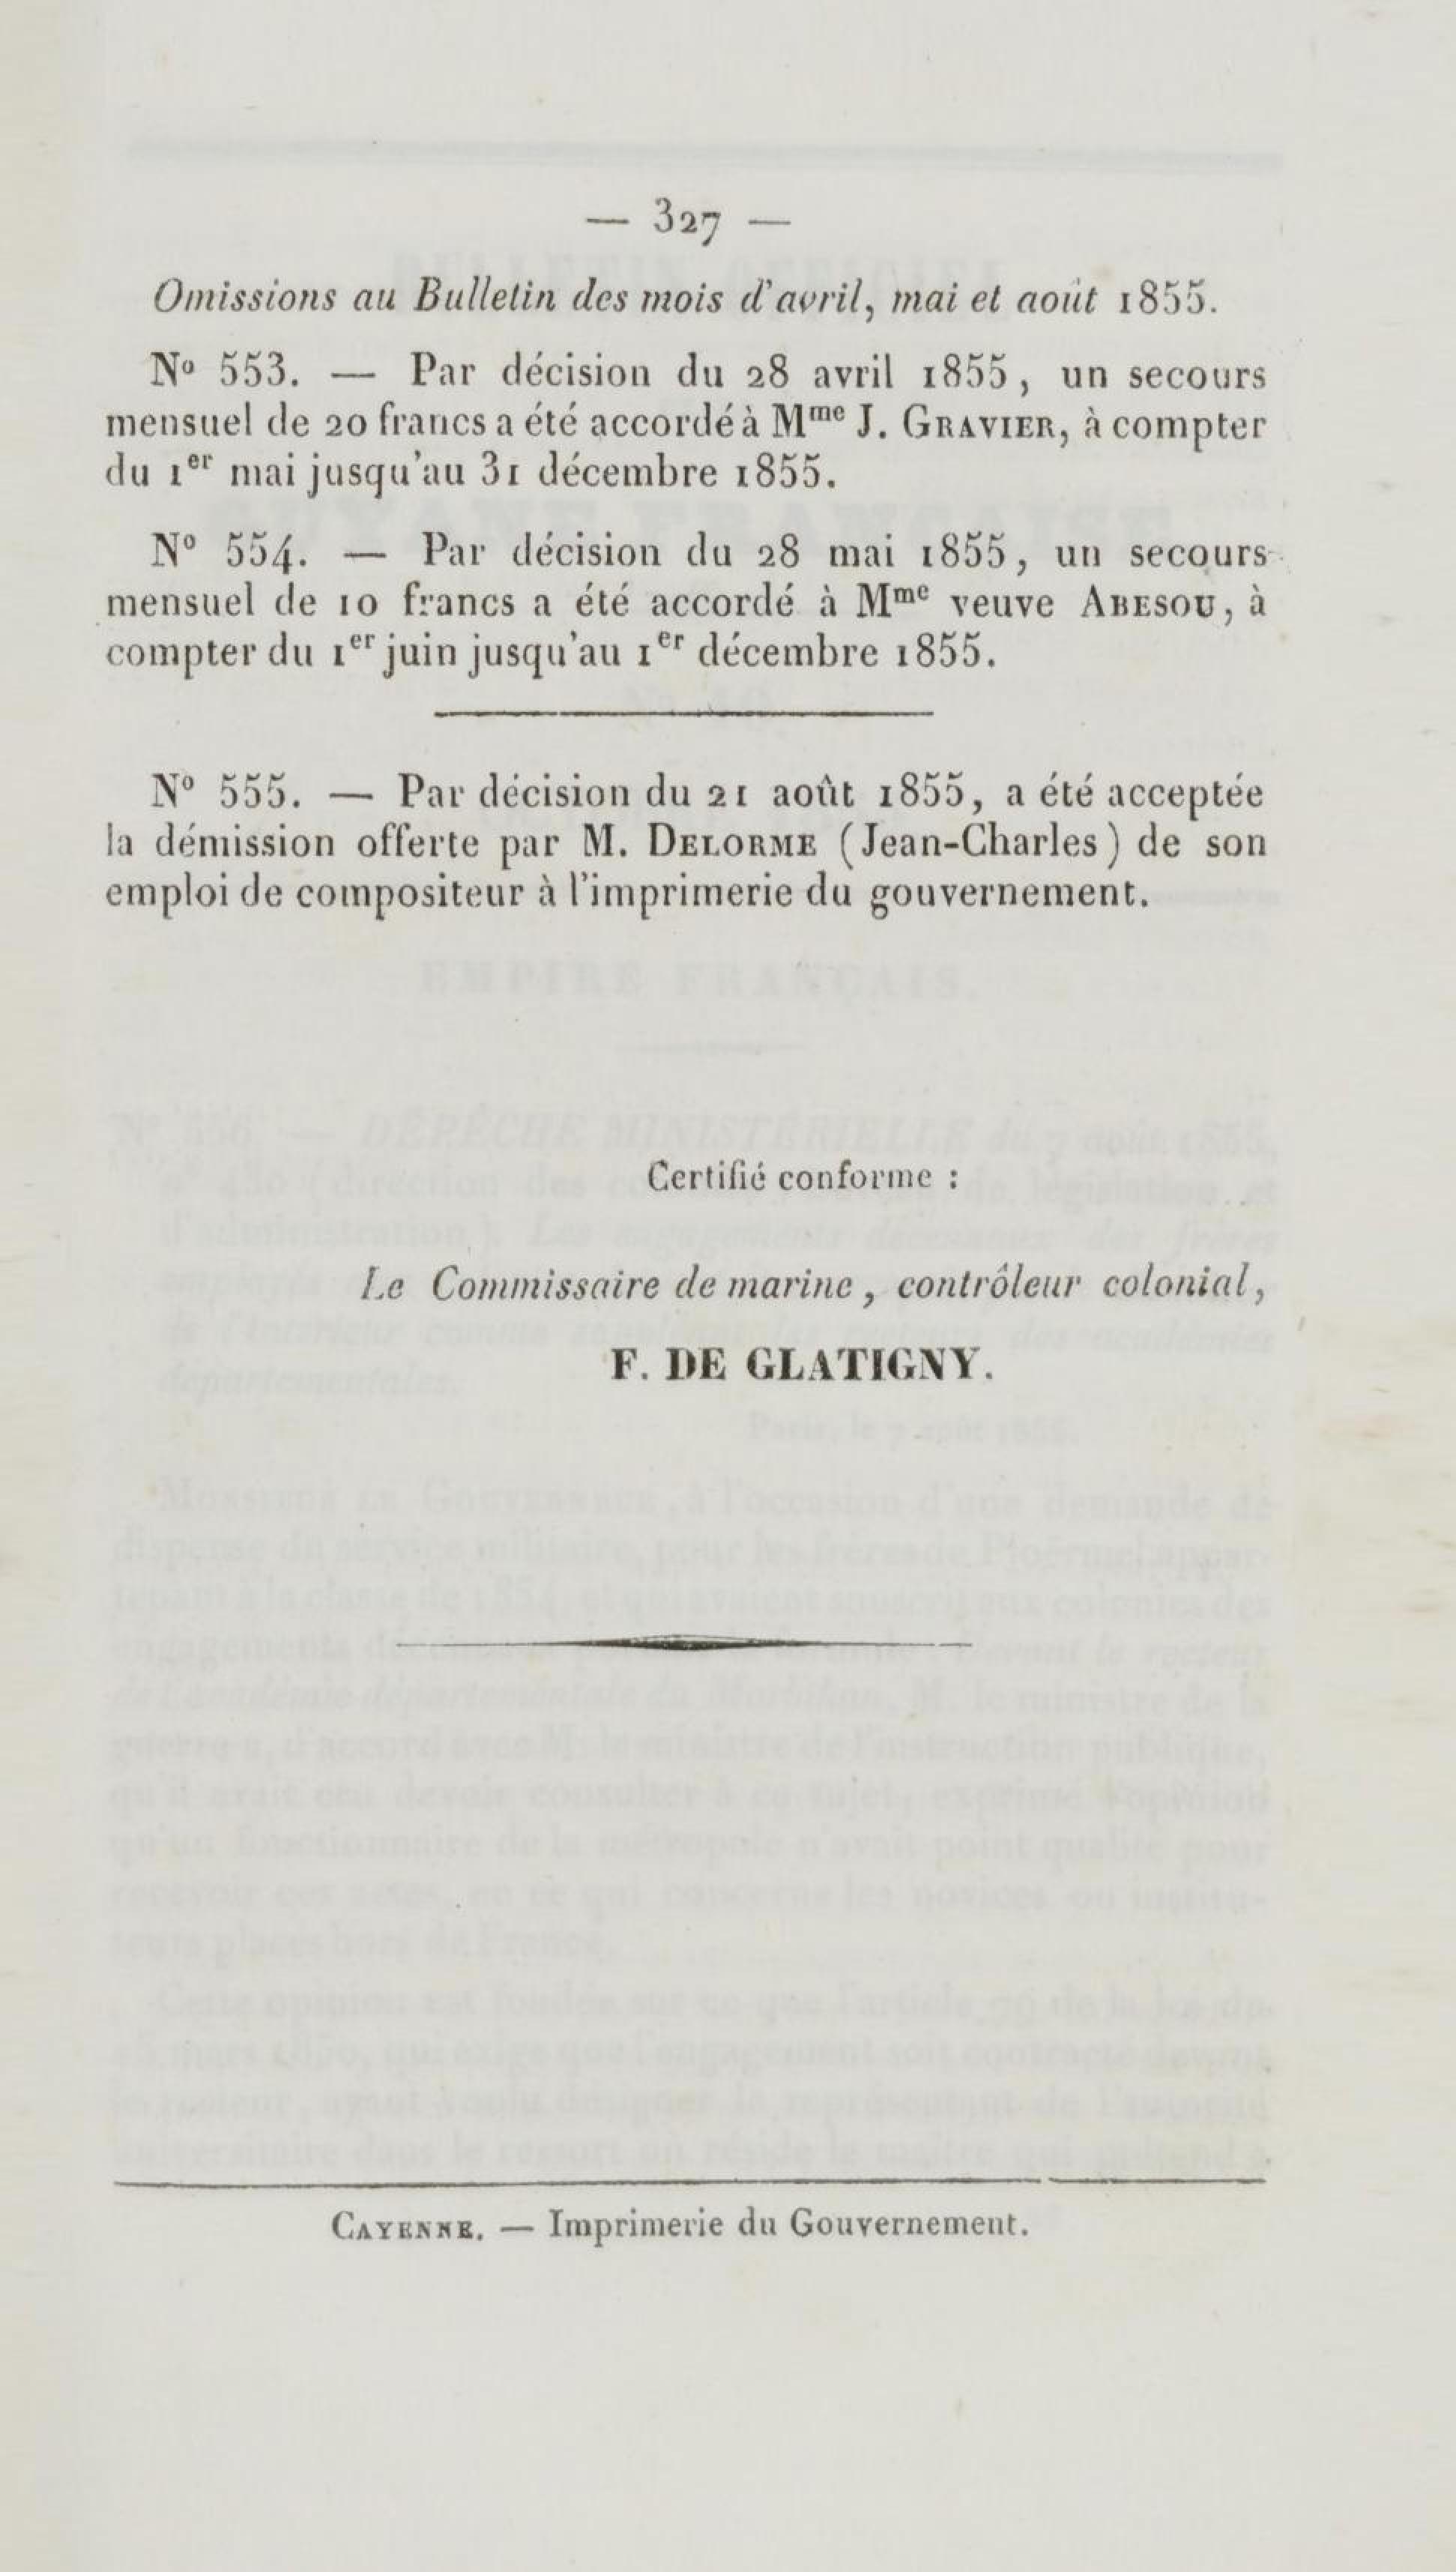 — 327 —
Omissions au Bulletin des mois d'avril, mai et août 1855.
Nº 553. — Par décision du 28 avril 1855, un secours
mensuel de 20 francs a été accordé à Mme J. GRAVIER, à compter
du 1er mai jusqu'au 31 décembre 1855.
Nº 554. — Par décision du 28 mai 1855, un secours
mensuel de 10 francs a été accordé à Mme veuve ABESOU, à
compter du 1er juin jusqu'au 1er décembre 1855.
Nº 555. — Par décision du 21 août 1855, a été acceptée
la démission offerte par M. DELORME (Jean-Charles) de son
emploi de compositeur à l'imprimerie du gouvernement.
Certifié conforme :
Le Commissaire de marine, contrôleur colonial,
F. DE GLATIGNY.
CAYENNE. — Imprimerie du Gouvernement.